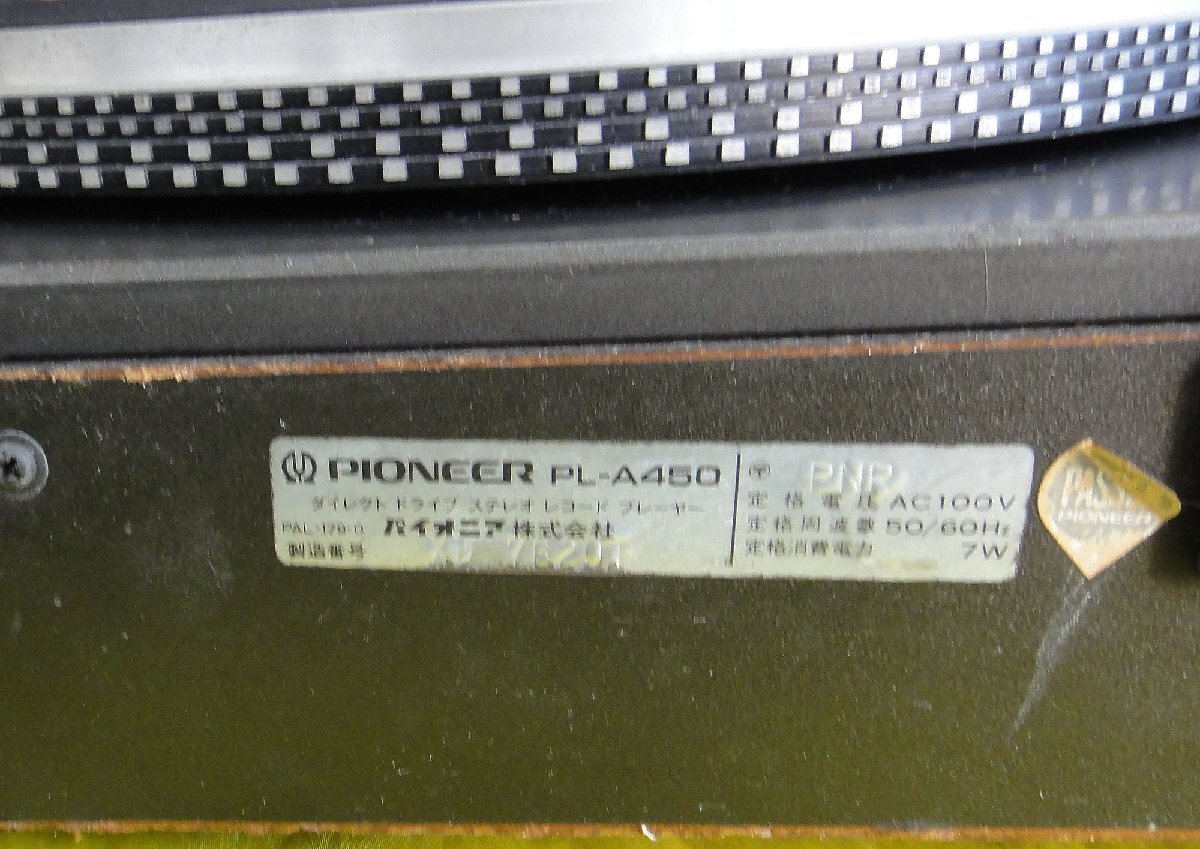 PIONEER PL-A450
ダイレクト ドライブ ステレオ レコード プレーヤー
パイオニア株式会社
製造番号
PNR
定格電圧 AC100V
定格周波数 50/60Hz
定格消費電力 7W
PASSED
PIONEER